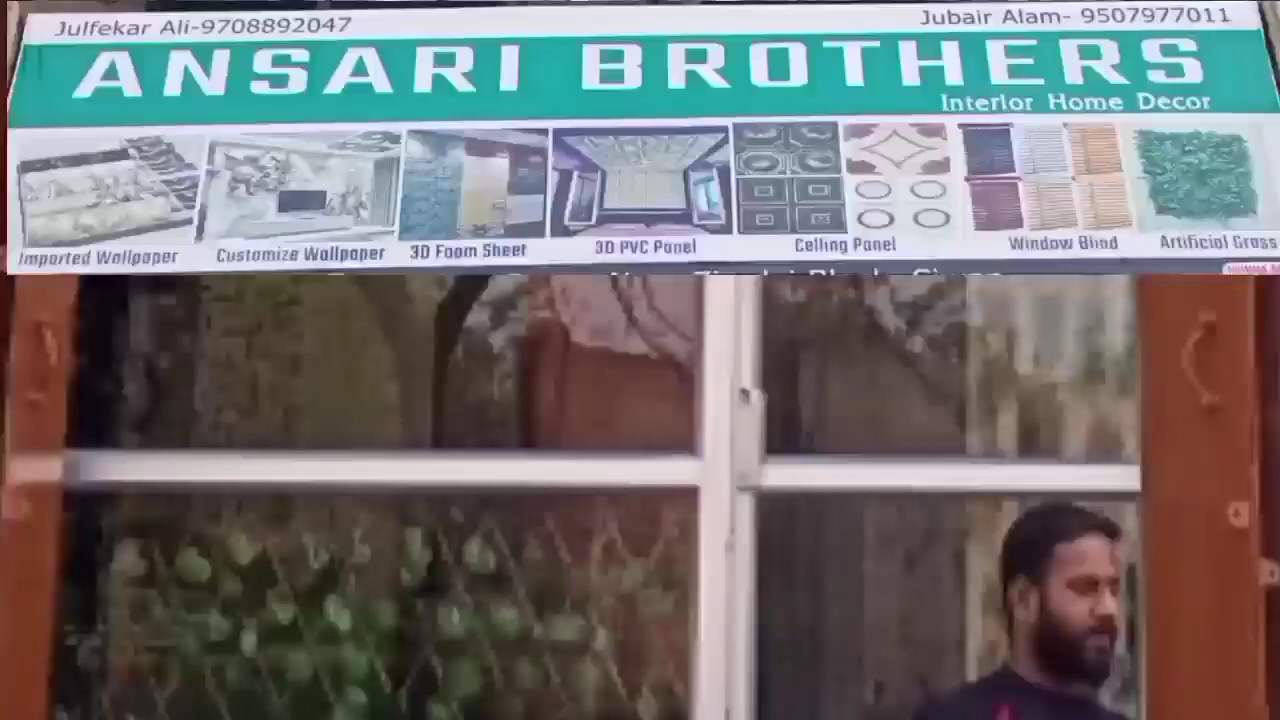 Julfekar Ali-9708892047
Jubair Alam- 9507977011
ANSARI BROTHERS
Interior Home Decor
Imported Wallpaper
Customize Wallpaper
3D Foam Sheet
3D PVC Panel
Celling Panel
Window Blind
Artificial Grass